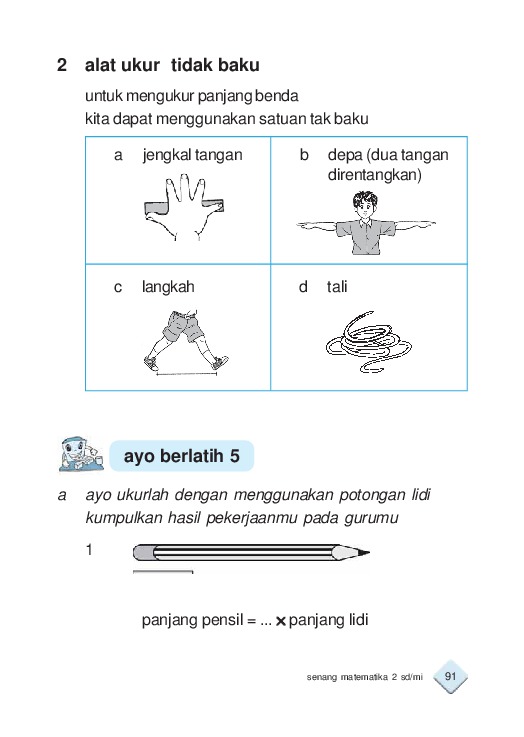 2 alat ukur tidak baku
untuk mengukur panjang benda
kita dapat menggunakan satuan tak baku
a jengkal tangan
b depa (dua tangan
direntangkan)
c langkah
d tali
ayo berlatih 5
a ayo ukurlah dengan menggunakan potongan lidi
kumpulkan hasil pekerjaanmu pada gurumu
1
panjang pensil = ... × panjang lidi
senang matematika 2 sd/mi 91